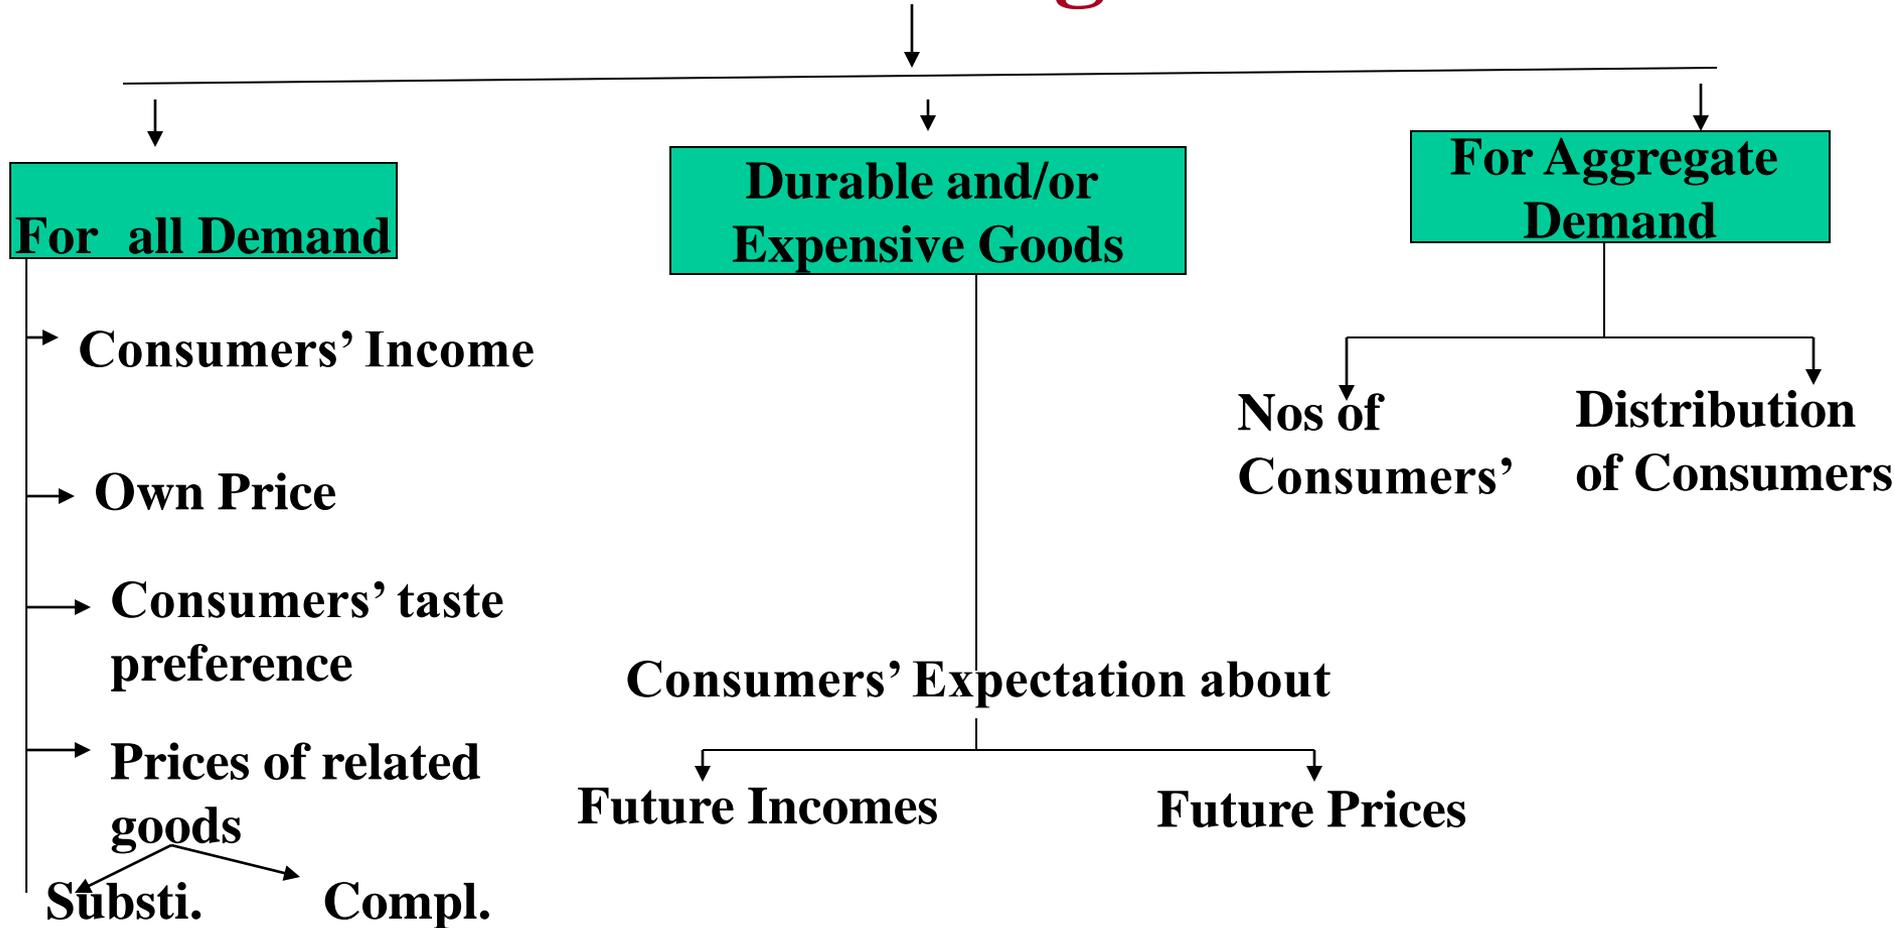 For all Demand
Durable and/or
Expensive Goods
For Aggregate
Demand
Consumers’ Income
Own Price
Consumers’ taste
preference
Prices of related
goods
Substi.
Compl.
Consumers’ Expectation about
Future Incomes
Future Prices
Nos of
Consumers’
Distribution
of Consumers